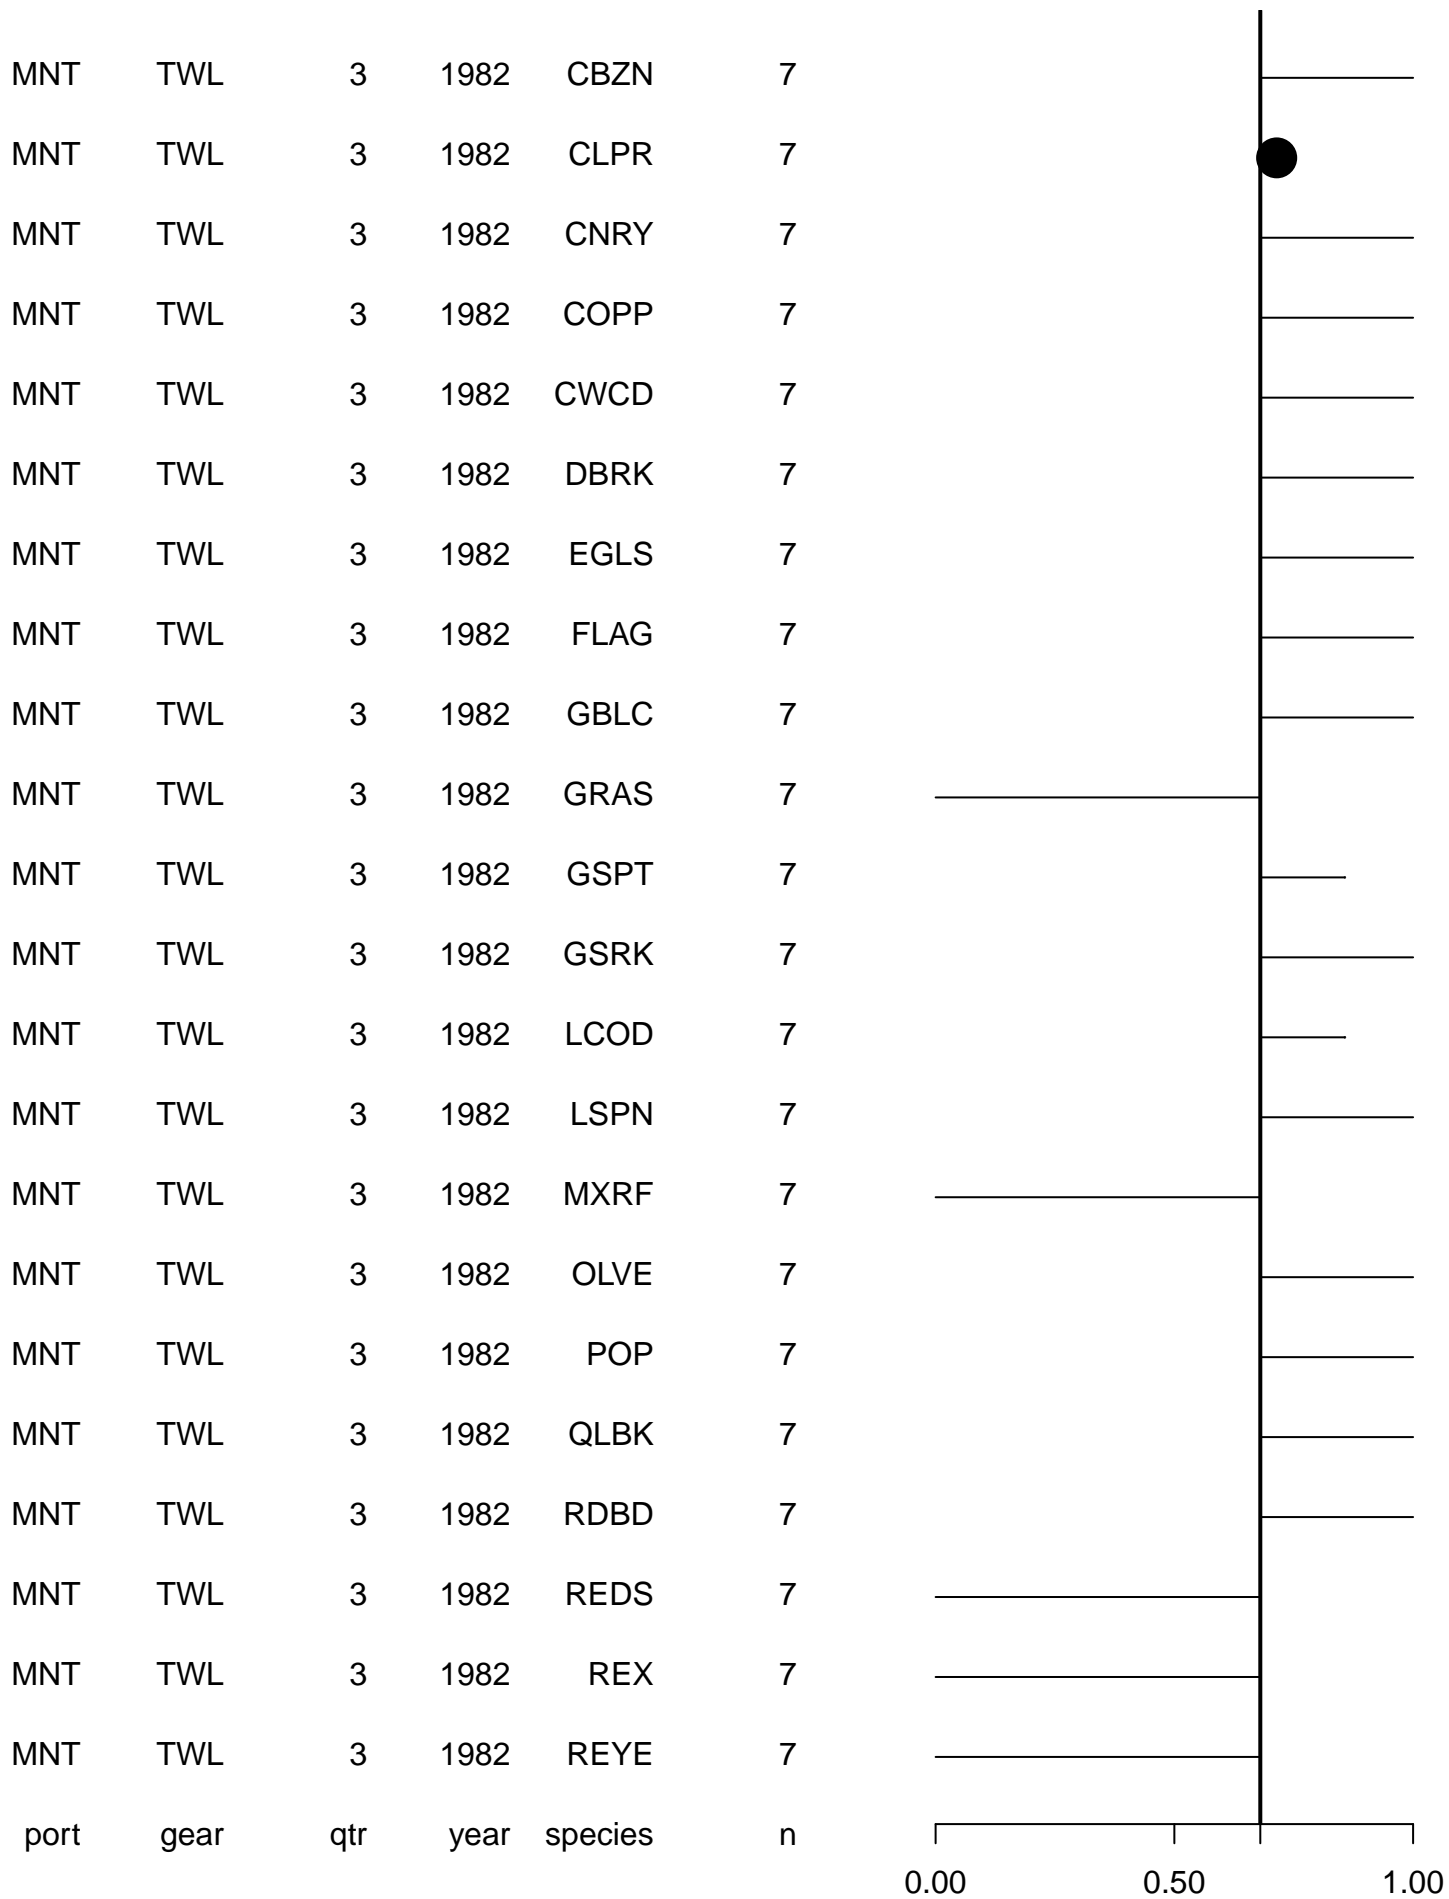 MNT TWL 3 1982 CBZN 7
MNT TWL 3 1982 CLPR 7
MNT TWL 3 1982 CNRY 7
MNT TWL 3 1982 COPP 7
MNT TWL 3 1982 CWCD 7
MNT TWL 3 1982 DBRK 7
MNT TWL 3 1982 EGLS 7
MNT TWL 3 1982 FLAG 7
MNT TWL 3 1982 GBLC 7
MNT TWL 3 1982 GRAS 7
MNT TWL 3 1982 GSPT 7
MNT TWL 3 1982 GSRK 7
MNT TWL 3 1982 LCOD 7
MNT TWL 3 1982 LSPN 7
MNT TWL 3 1982 MXRF 7
MNT TWL 3 1982 OLVE 7
MNT TWL 3 1982 POP 7
MNT TWL 3 1982 QLBK 7
MNT TWL 3 1982 RDBD 7
MNT TWL 3 1982 REDS 7
MNT TWL 3 1982 REX 7
MNT TWL 3 1982 REYE 7
port gear qtr year species n
0.00 0.50 1.00